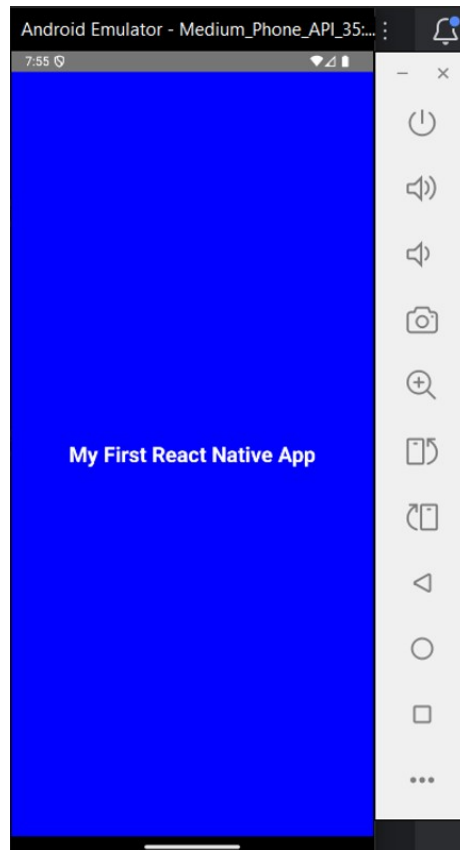 Android Emulator - Medium_Phone_API_35:...
7:55
My First React Native App